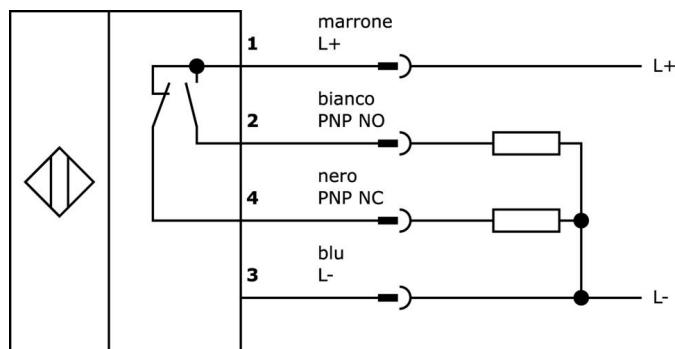 marrone
1
L+
L+
bianco
2
PNP NO
nero
4
PNP NC
blu
3
L-
L-